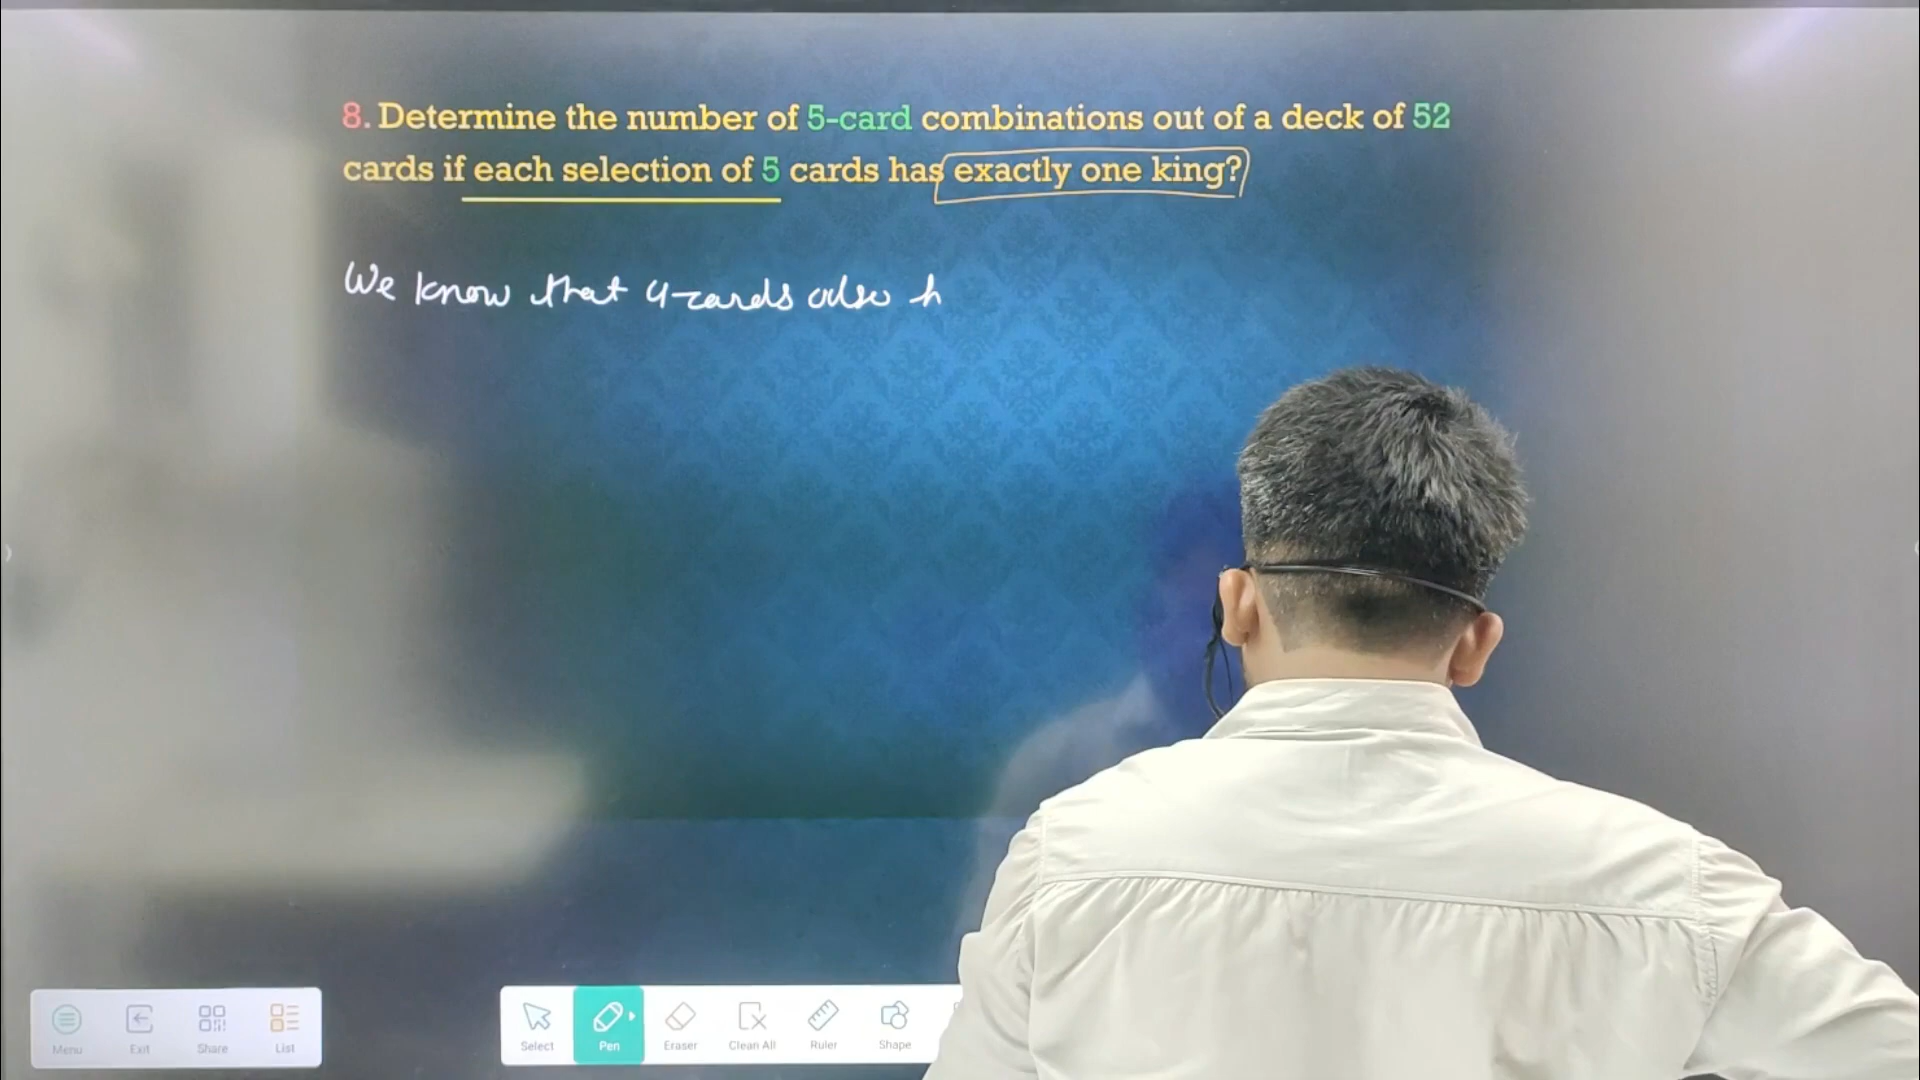 8. Determine the number of 5-card combinations out of a deck of 52
cards if each selection of 5 cards has exactly one king?
We know that 4-cards also h
Menu Exit Share List
Select Pen Eraser Clean All Ruler Shape